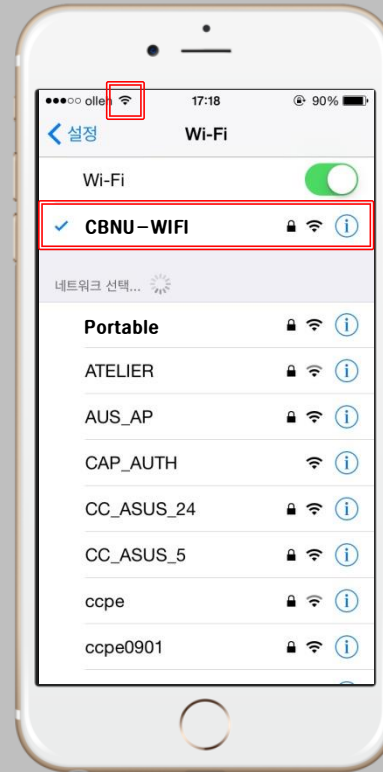 olleh 17:18 90%
설정 Wi-Fi
Wi-Fi
CBNU-WIFI
네트워크 선택...
Portable
ATELIER
AUS_AP
CAP_AUTH
CC_ASUS_24
CC_ASUS_5
ccpe
ccpe0901